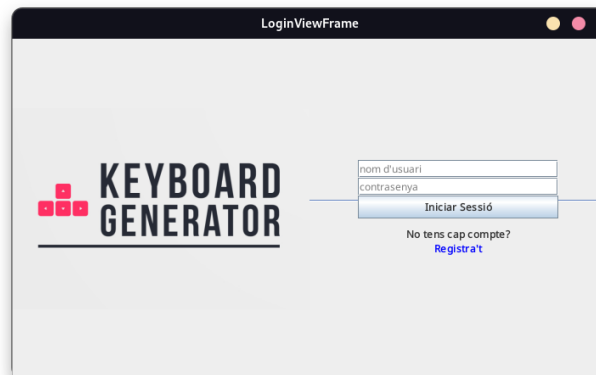 LoginViewFrame
KEYBOARD
GENERATOR
nom d'usuari
contrasenya
Iniciar Sessió
No tens cap compte?
Registra't